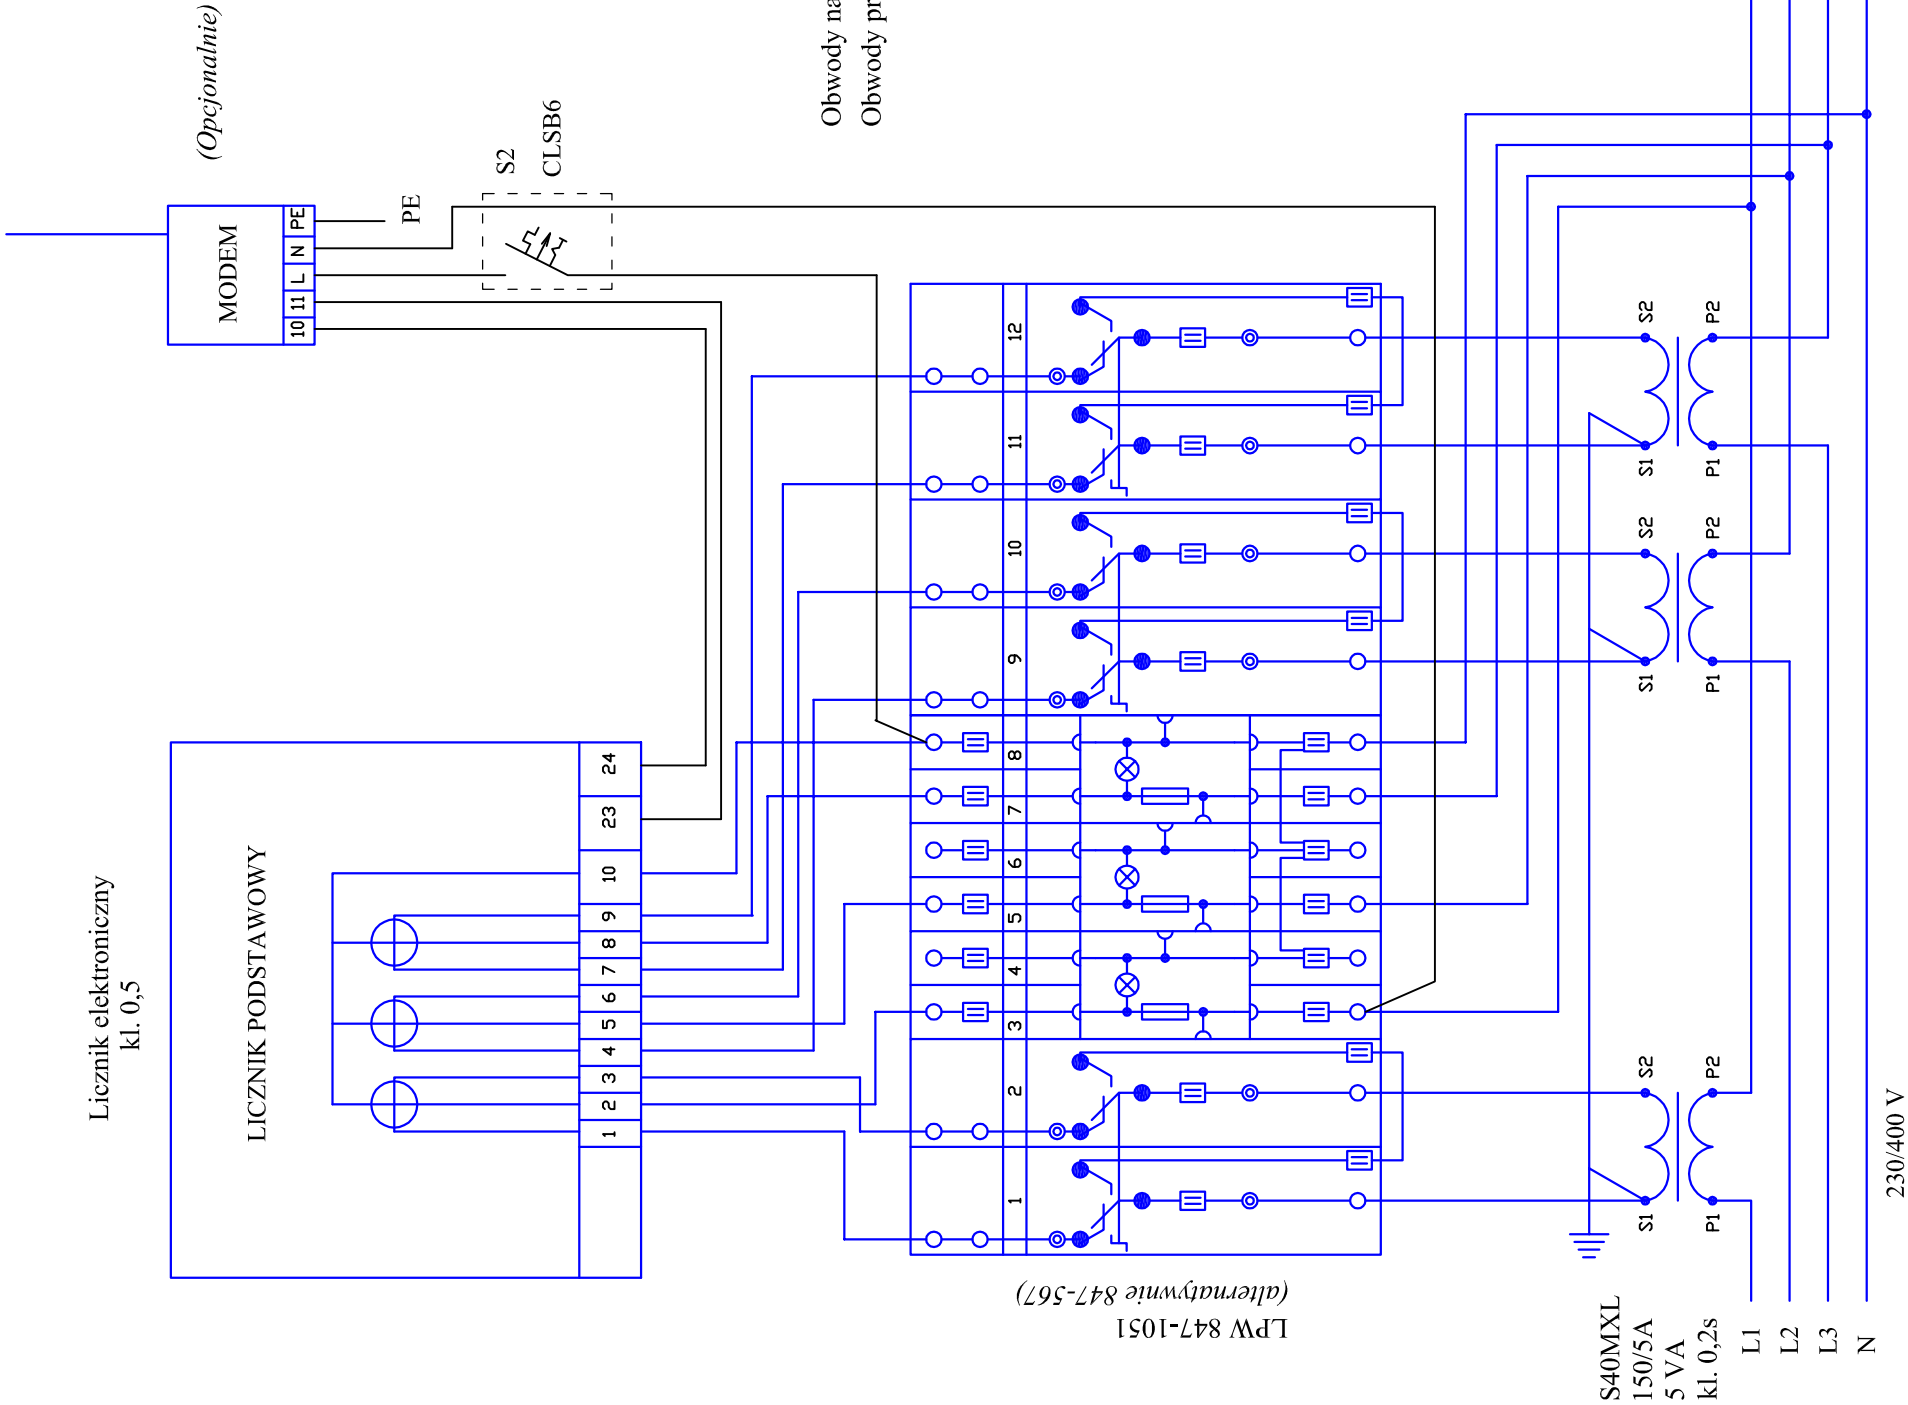 (Opcjonalnie)
MODEM
10 11 L N PE
PE
S2
CLSB6
Obwody
Obwody
Licznik elektroniczny
kl. 0,5
LICZNIK PODSTAWOWY
1 2 3 4 5 6 7 8 9 10 23 24
LPW 847-1051
(alternatywnie 847-567)
1 2 3 4 5 6 7 8 9 10 11 12
S1 S2 S1 S2 S1 S2
P1 P2 P1 P2 P1 P2
S40MXL
150/5A
5 VA
kl. 0,2s
L1
L2
L3
N
230/400 V